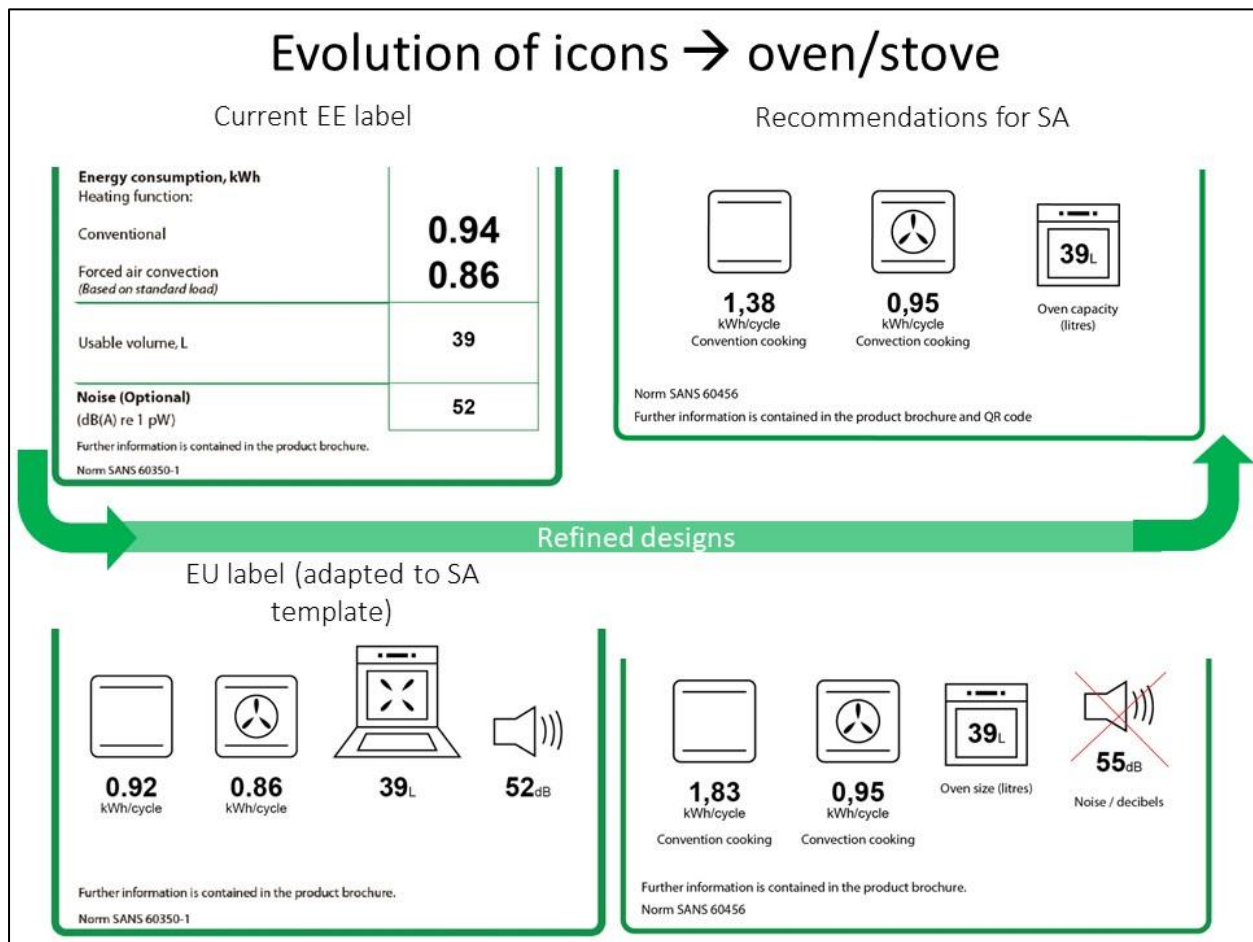 Evolution of icons → oven/stove
Current EE label
Energy consumption, kWh
Heating function:
Conventional 0.94
Forced air convection 0.86
(Based on standard load)
Usable volume, L 39
Noise (Optional)
(dB(A) re 1 pW) 52
Further information is contained in the product brochure.
Norm SANS 60350-1
Recommendations for SA
39L
1,38
kWh/cycle
Convention cooking
0,95
kWh/cycle
Convection cooking
Oven capacity
(litres)
Norm SANS 60456
Further information is contained in the product brochure and QR code
Refined designs
EU label (adapted to SA
template)
0.92
kWh/cycle
0.86
kWh/cycle
39L
52dB
Further information is contained in the product brochure.
Norm SANS 60350-1
1,83
kWh/cycle
Convention cooking
0,95
kWh/cycle
Convection cooking
39L
Oven size (litres)
55dB
Noise / decibels
Further information is contained in the product brochure.
Norm SANS 60456